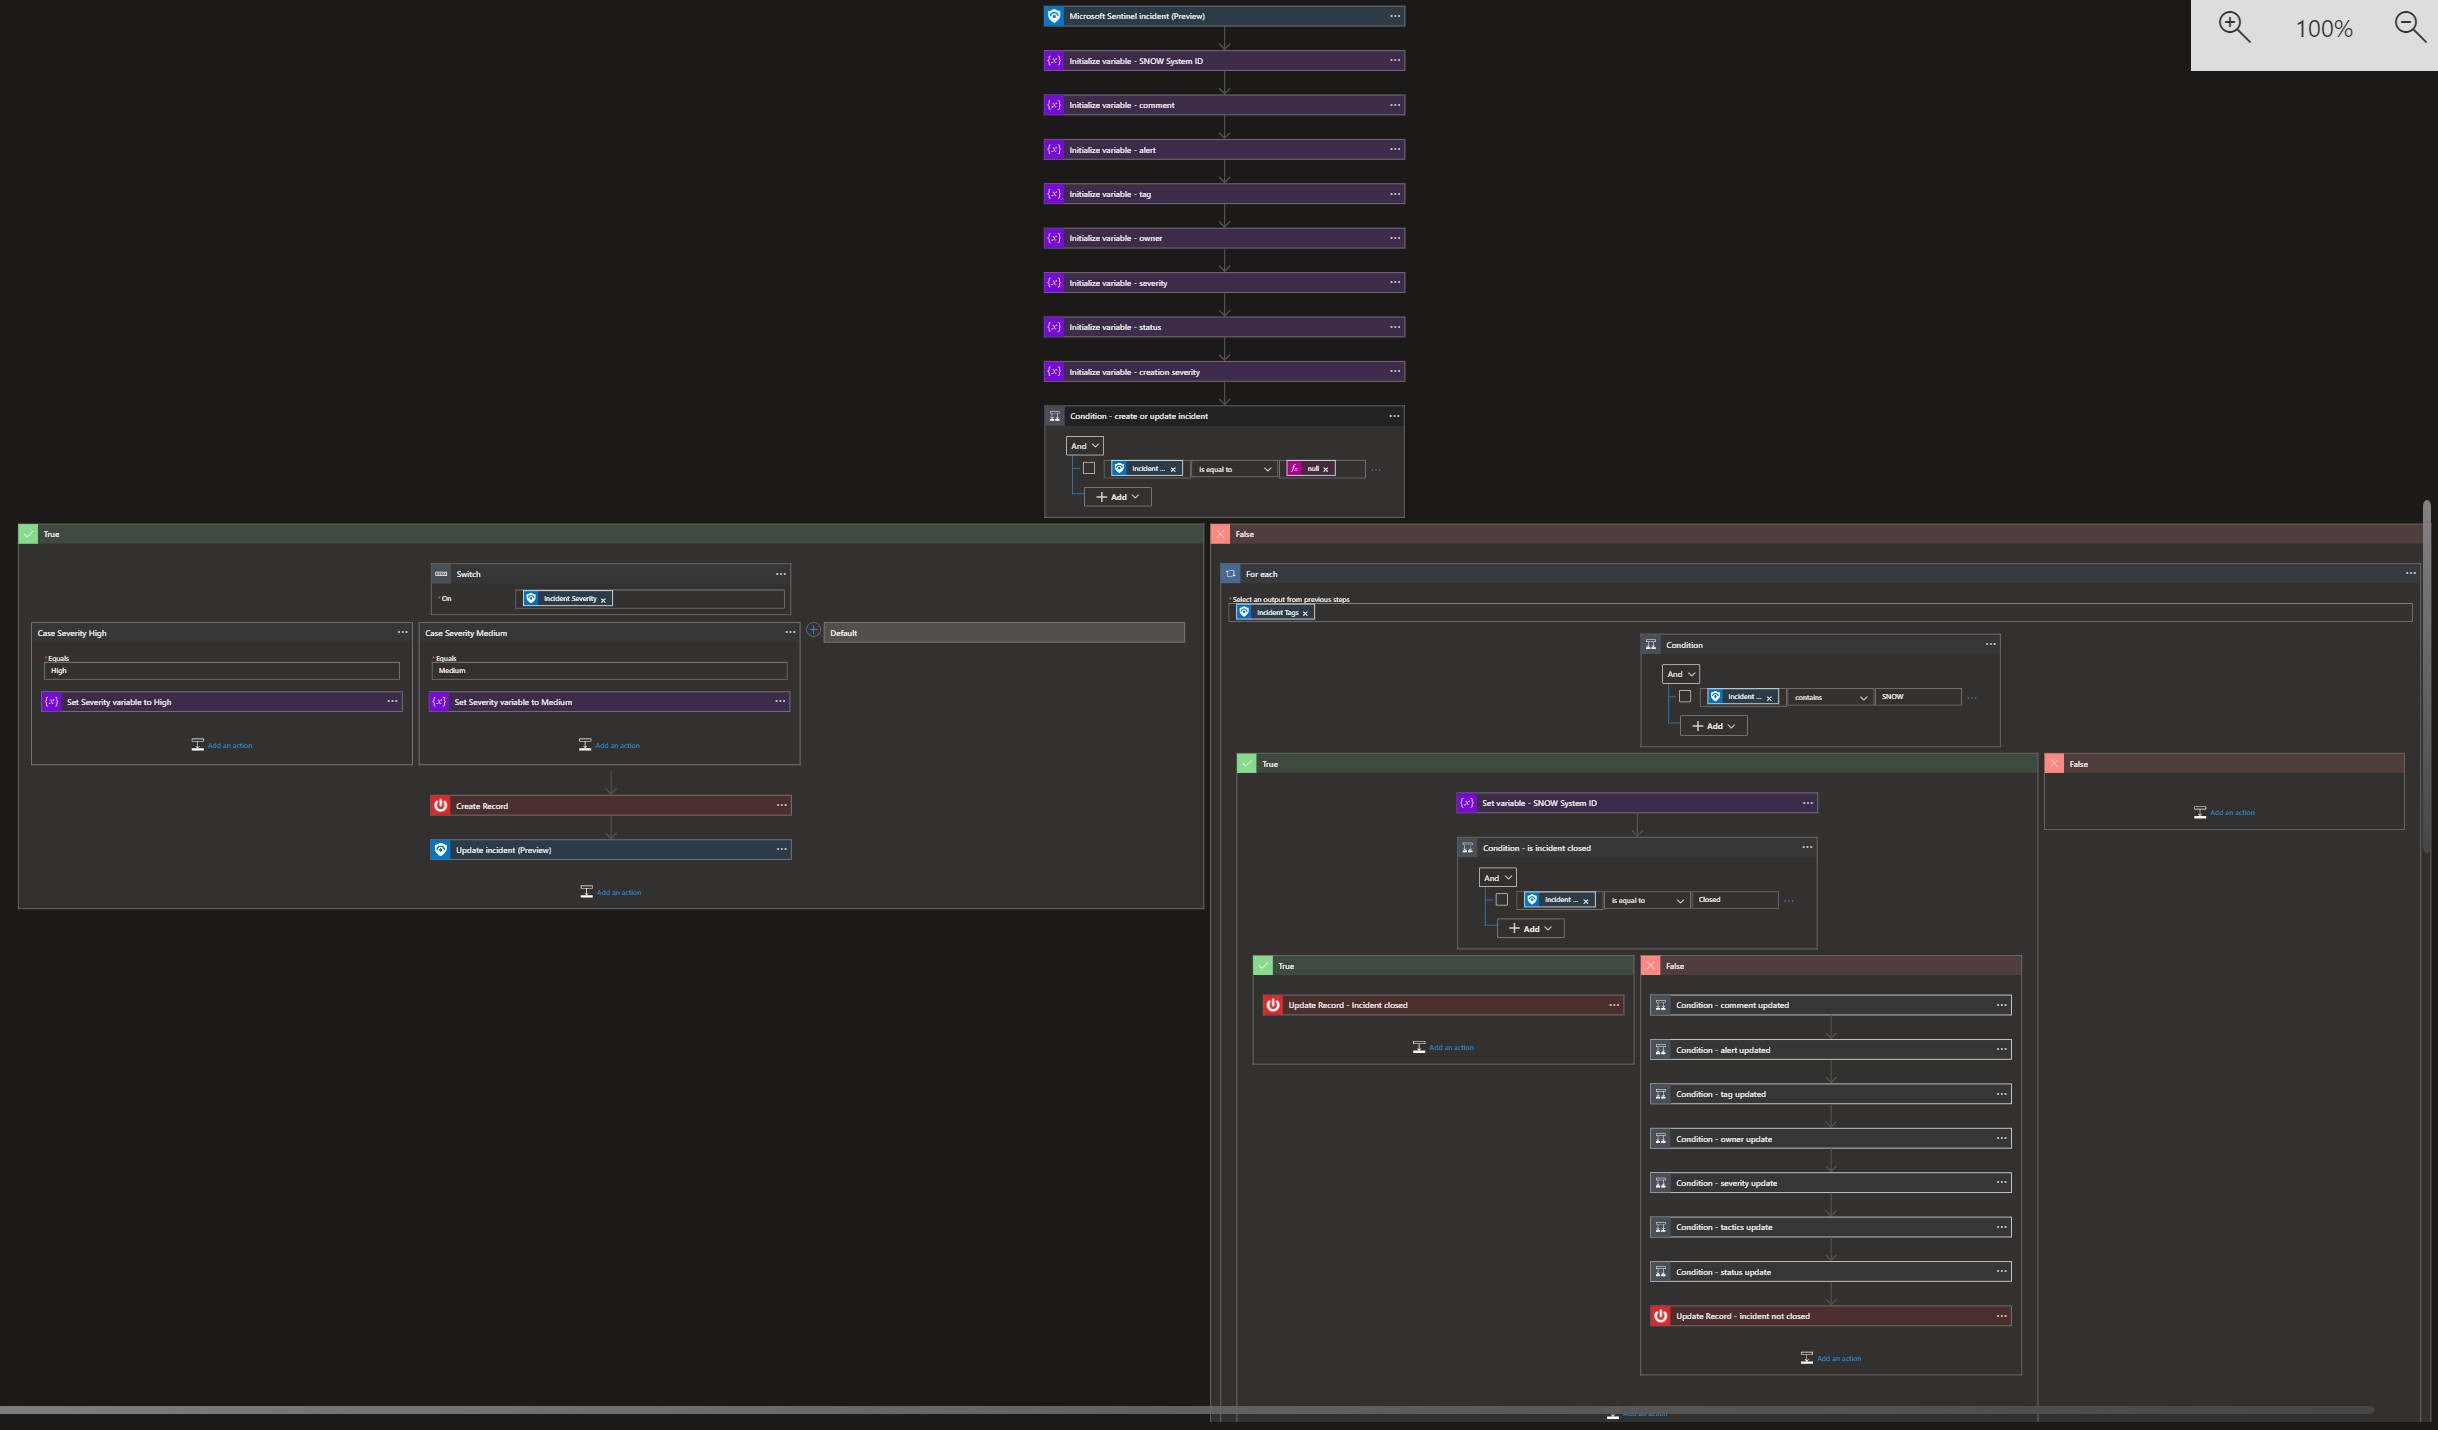 Microsoft Sentinel incident (Preview)
100%
Initialize variable - SNOW System ID
Initialize variable - comment
Initialize variable - alert
Initialize variable - tag
Initialize variable - owner
Initialize variable - severity
Initialize variable - status
Initialize variable - creation severity
Condition - create or update incident
And
Incident ... is equal to null
Add
True
Switch
* On Incident Severity
Case Severity High
* Equals
High
Set Severity variable to High
Add an action
Case Severity Medium
* Equals
Medium
Set Severity variable to Medium
Add an action
Default
Create Record
Update incident (Preview)
Add an action
False
For each
* Select an output from previous steps
Incident Tags
Condition
And
Incident ... contains SNOW
Add
True
Set variable - SNOW System ID
Condition - is incident closed
And
Incident ... is equal to Closed
Add
True
Update Record - Incident closed
Add an action
False
Condition - comment updated
Condition - alert updated
Condition - tag updated
Condition - owner update
Condition - severity update
Condition - tactics update
Condition - status update
Update Record - incident not closed
Add an action
Add an action
False
Add an action